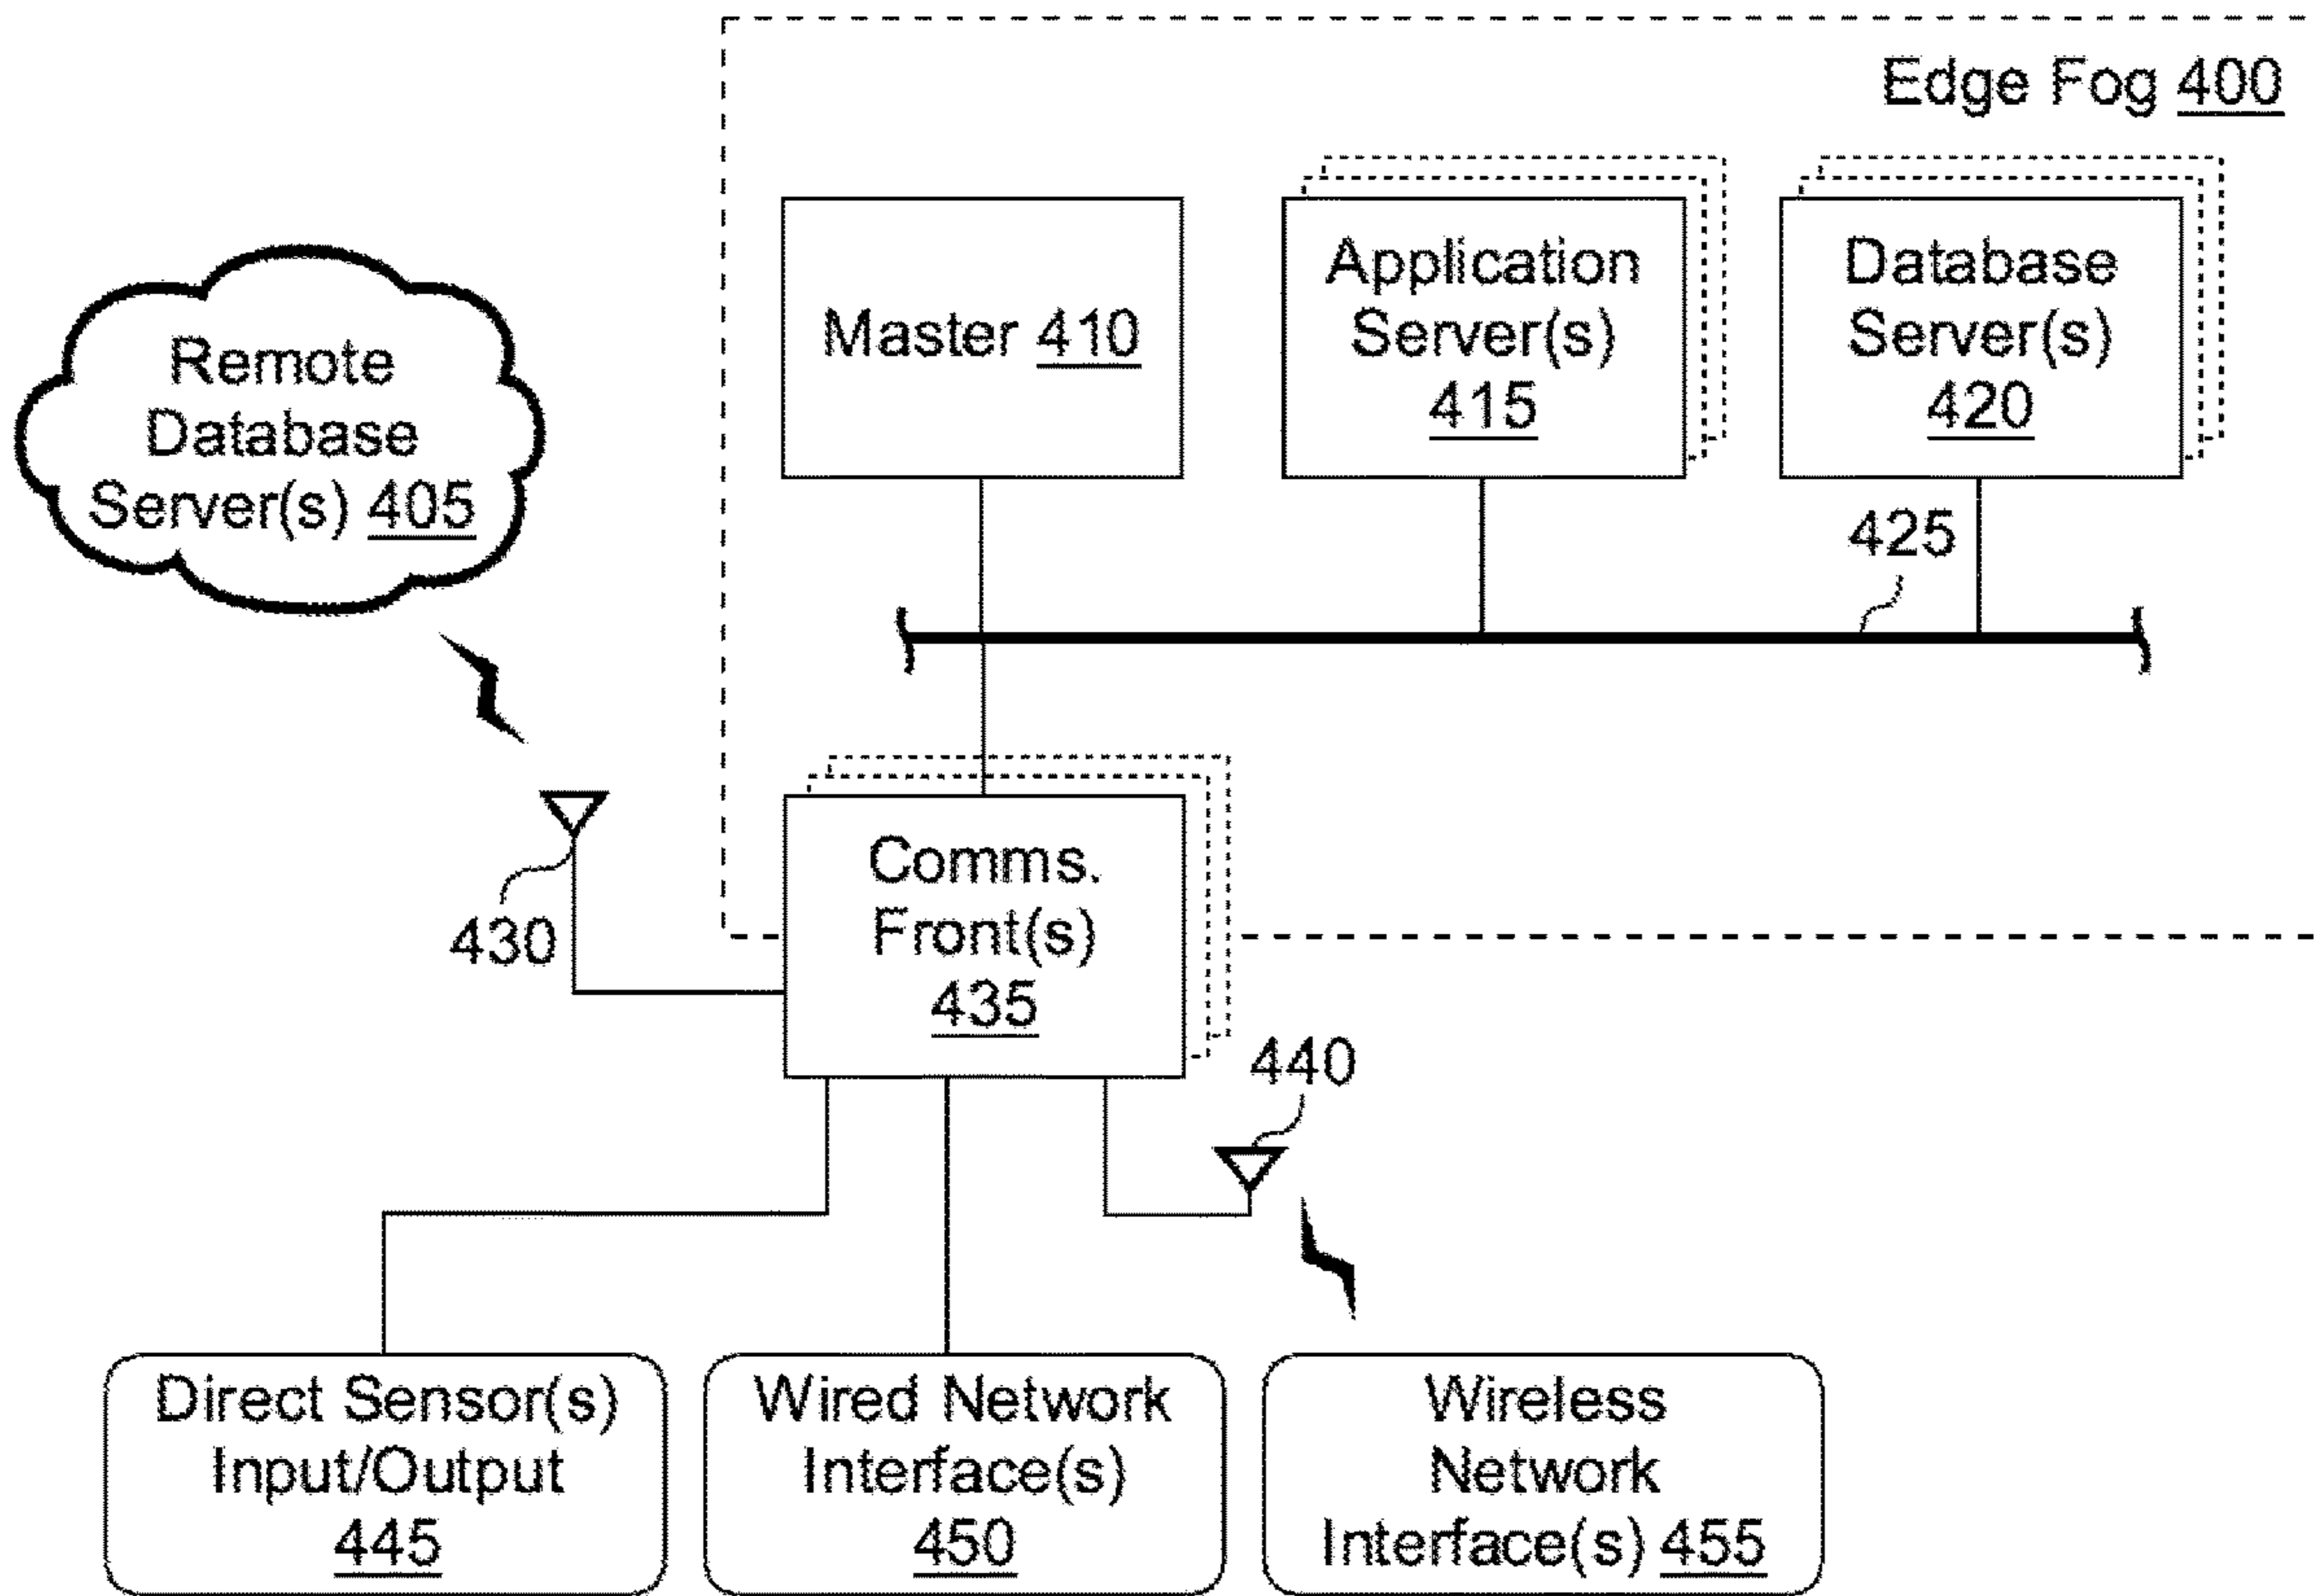 Edge Fog 400
Master 410
Application
Server(s)
415
Database
Server(s)
420
Remote
Database
Server(s) 405
425
430
Comms.
Front(s)
435
440
Direct Sensor(s)
Input/Output
445
Wired Network
Interface(s)
450
Wireless
Network
Interface(s) 455